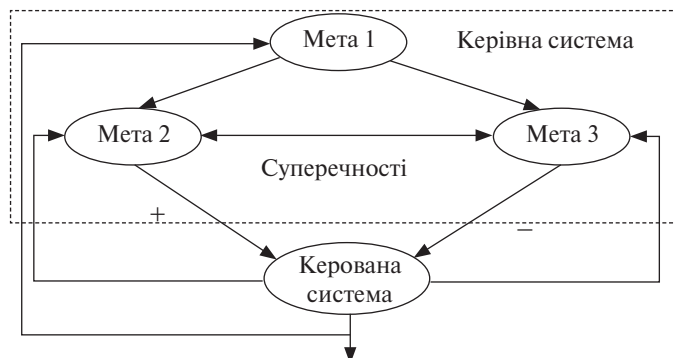 Мета 1
Керівна система
Мета 2
Мета 3
Суперечності
+
–
Керована
система